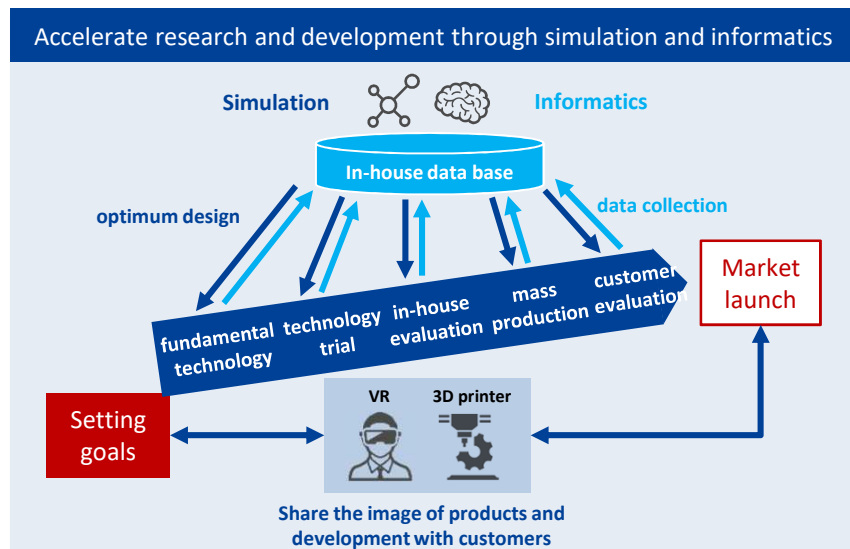 Accelerate research and development through simulation and informatics
Simulation
Informatics
In-house data base
optimum design
data collection
fundamental
technology
technology
trial
in-house
evaluation
mass
production
customer
evaluation
Market
launch
Setting
goals
VR
3D printer
Share the image of products and
development with customers